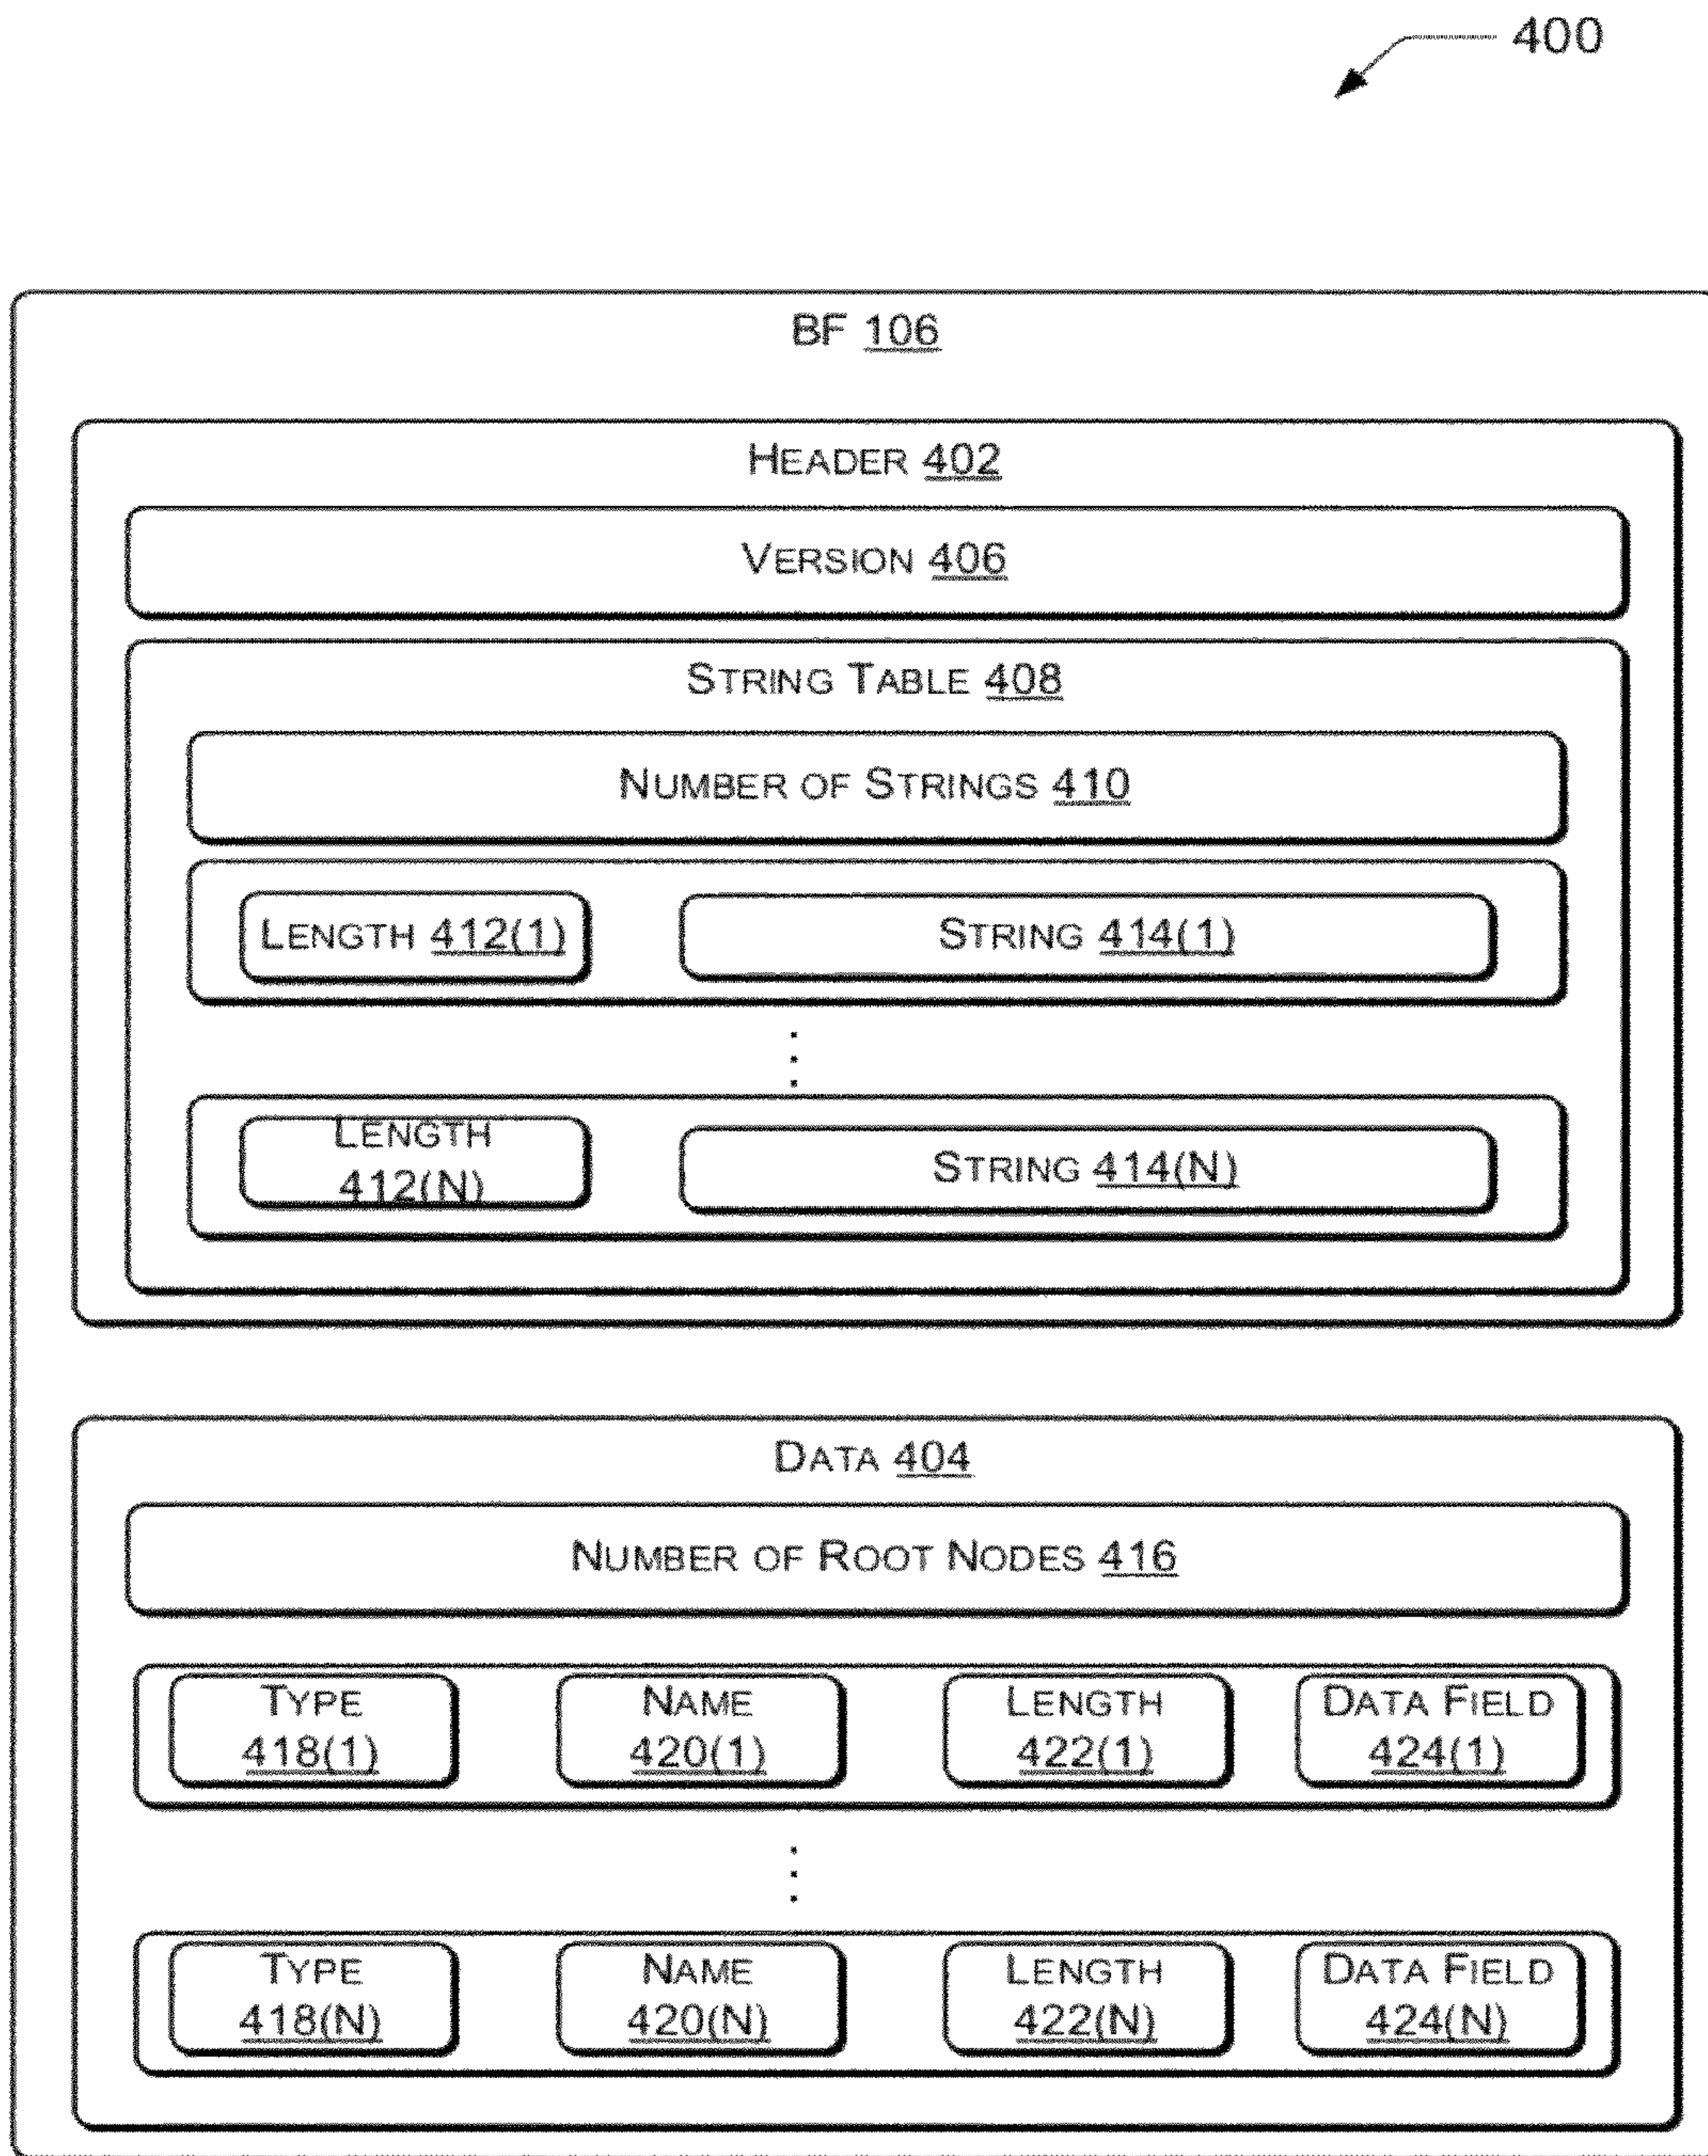 400
BF 106
HEADER 402
VERSION 406
STRING TABLE 408
NUMBER OF STRINGS 410
LENGTH 412(1) STRING 414(1)
LENGTH
412(N)
STRING 414(N)
DATA 404
NUMBER OF ROOT NODES 416
TYPE
418(1)
NAME
420(1)
LENGTH
422(1)
DATA FIELD
424(1)
TYPE
418(N)
NAME
420(N)
LENGTH
422(N)
DATA FIELD
424(N)